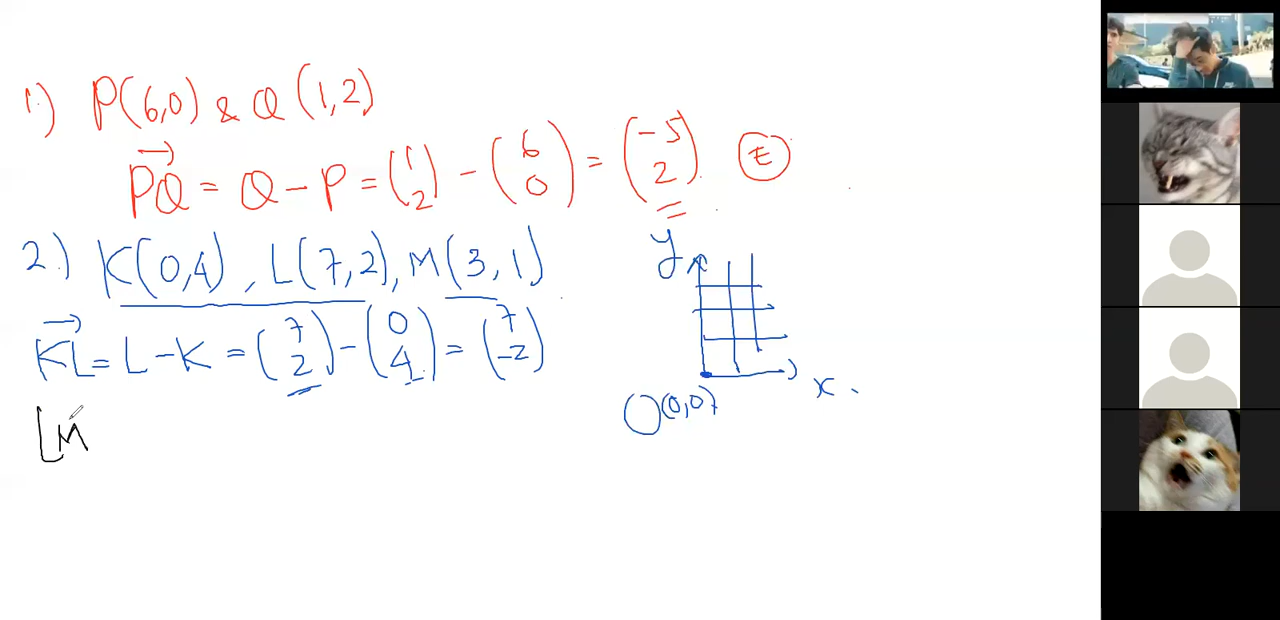 1.) P(6,0) & Q (1,2)
PQ = Q - P = (1 2) - (6 0) = (-5 2) E
2.) K(0,4), L(7,2), M(3,1)
KL = L - K = (7 2) - (0 4) = (7 -2)
LM
y
x
O(0,0)